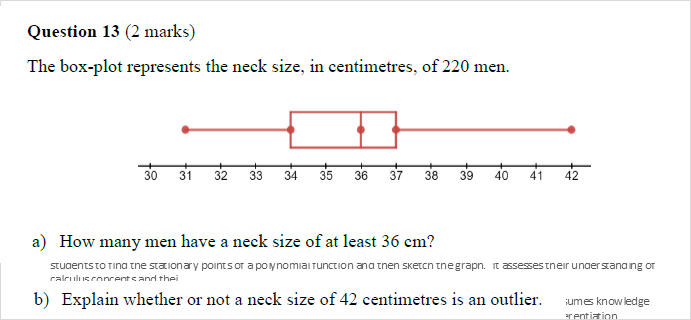 Question 13 (2 marks)
The box-plot represents the neck size, in centimetres, of 220 men.
30 31 32 33 34 35 36 37 38 39 40 41 42
a) How many men have a neck size of at least 36 cm?
students to find the stationary points of a polynomial function and then sketch the graph. It assesses their understanding of
calculus concepts and thei
b) Explain whether or not a neck size of 42 centimetres is an outlier.
umes knowledge
rentiation